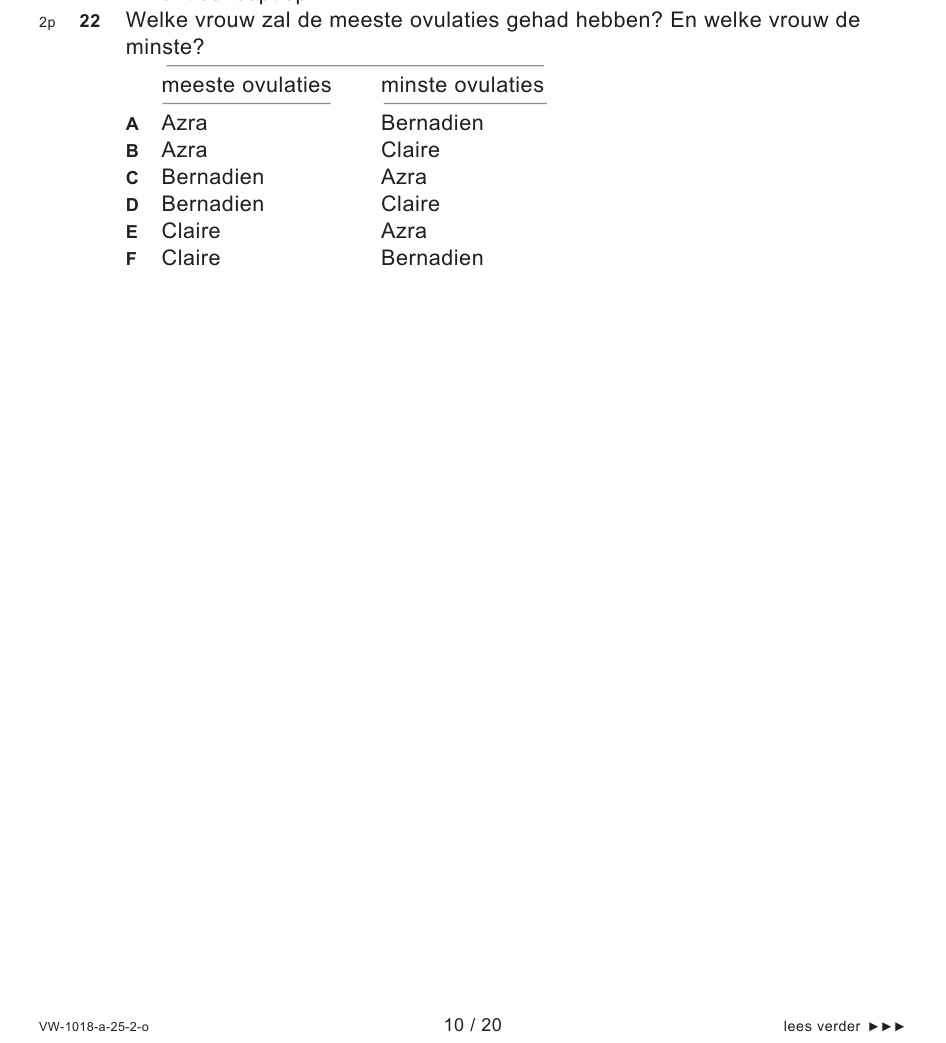 2p 22 Welke vrouw zal de meeste ovulaties gehad hebben? En welke vrouw de
minste?
meeste ovulaties minste ovulaties
A Azra Bernadien
B Azra Claire
C Bernadien Azra
D Bernadien Claire
E Claire Azra
F Claire Bernadien
VW-1018-a-25-2-o 10 / 20 lees verder ►►►